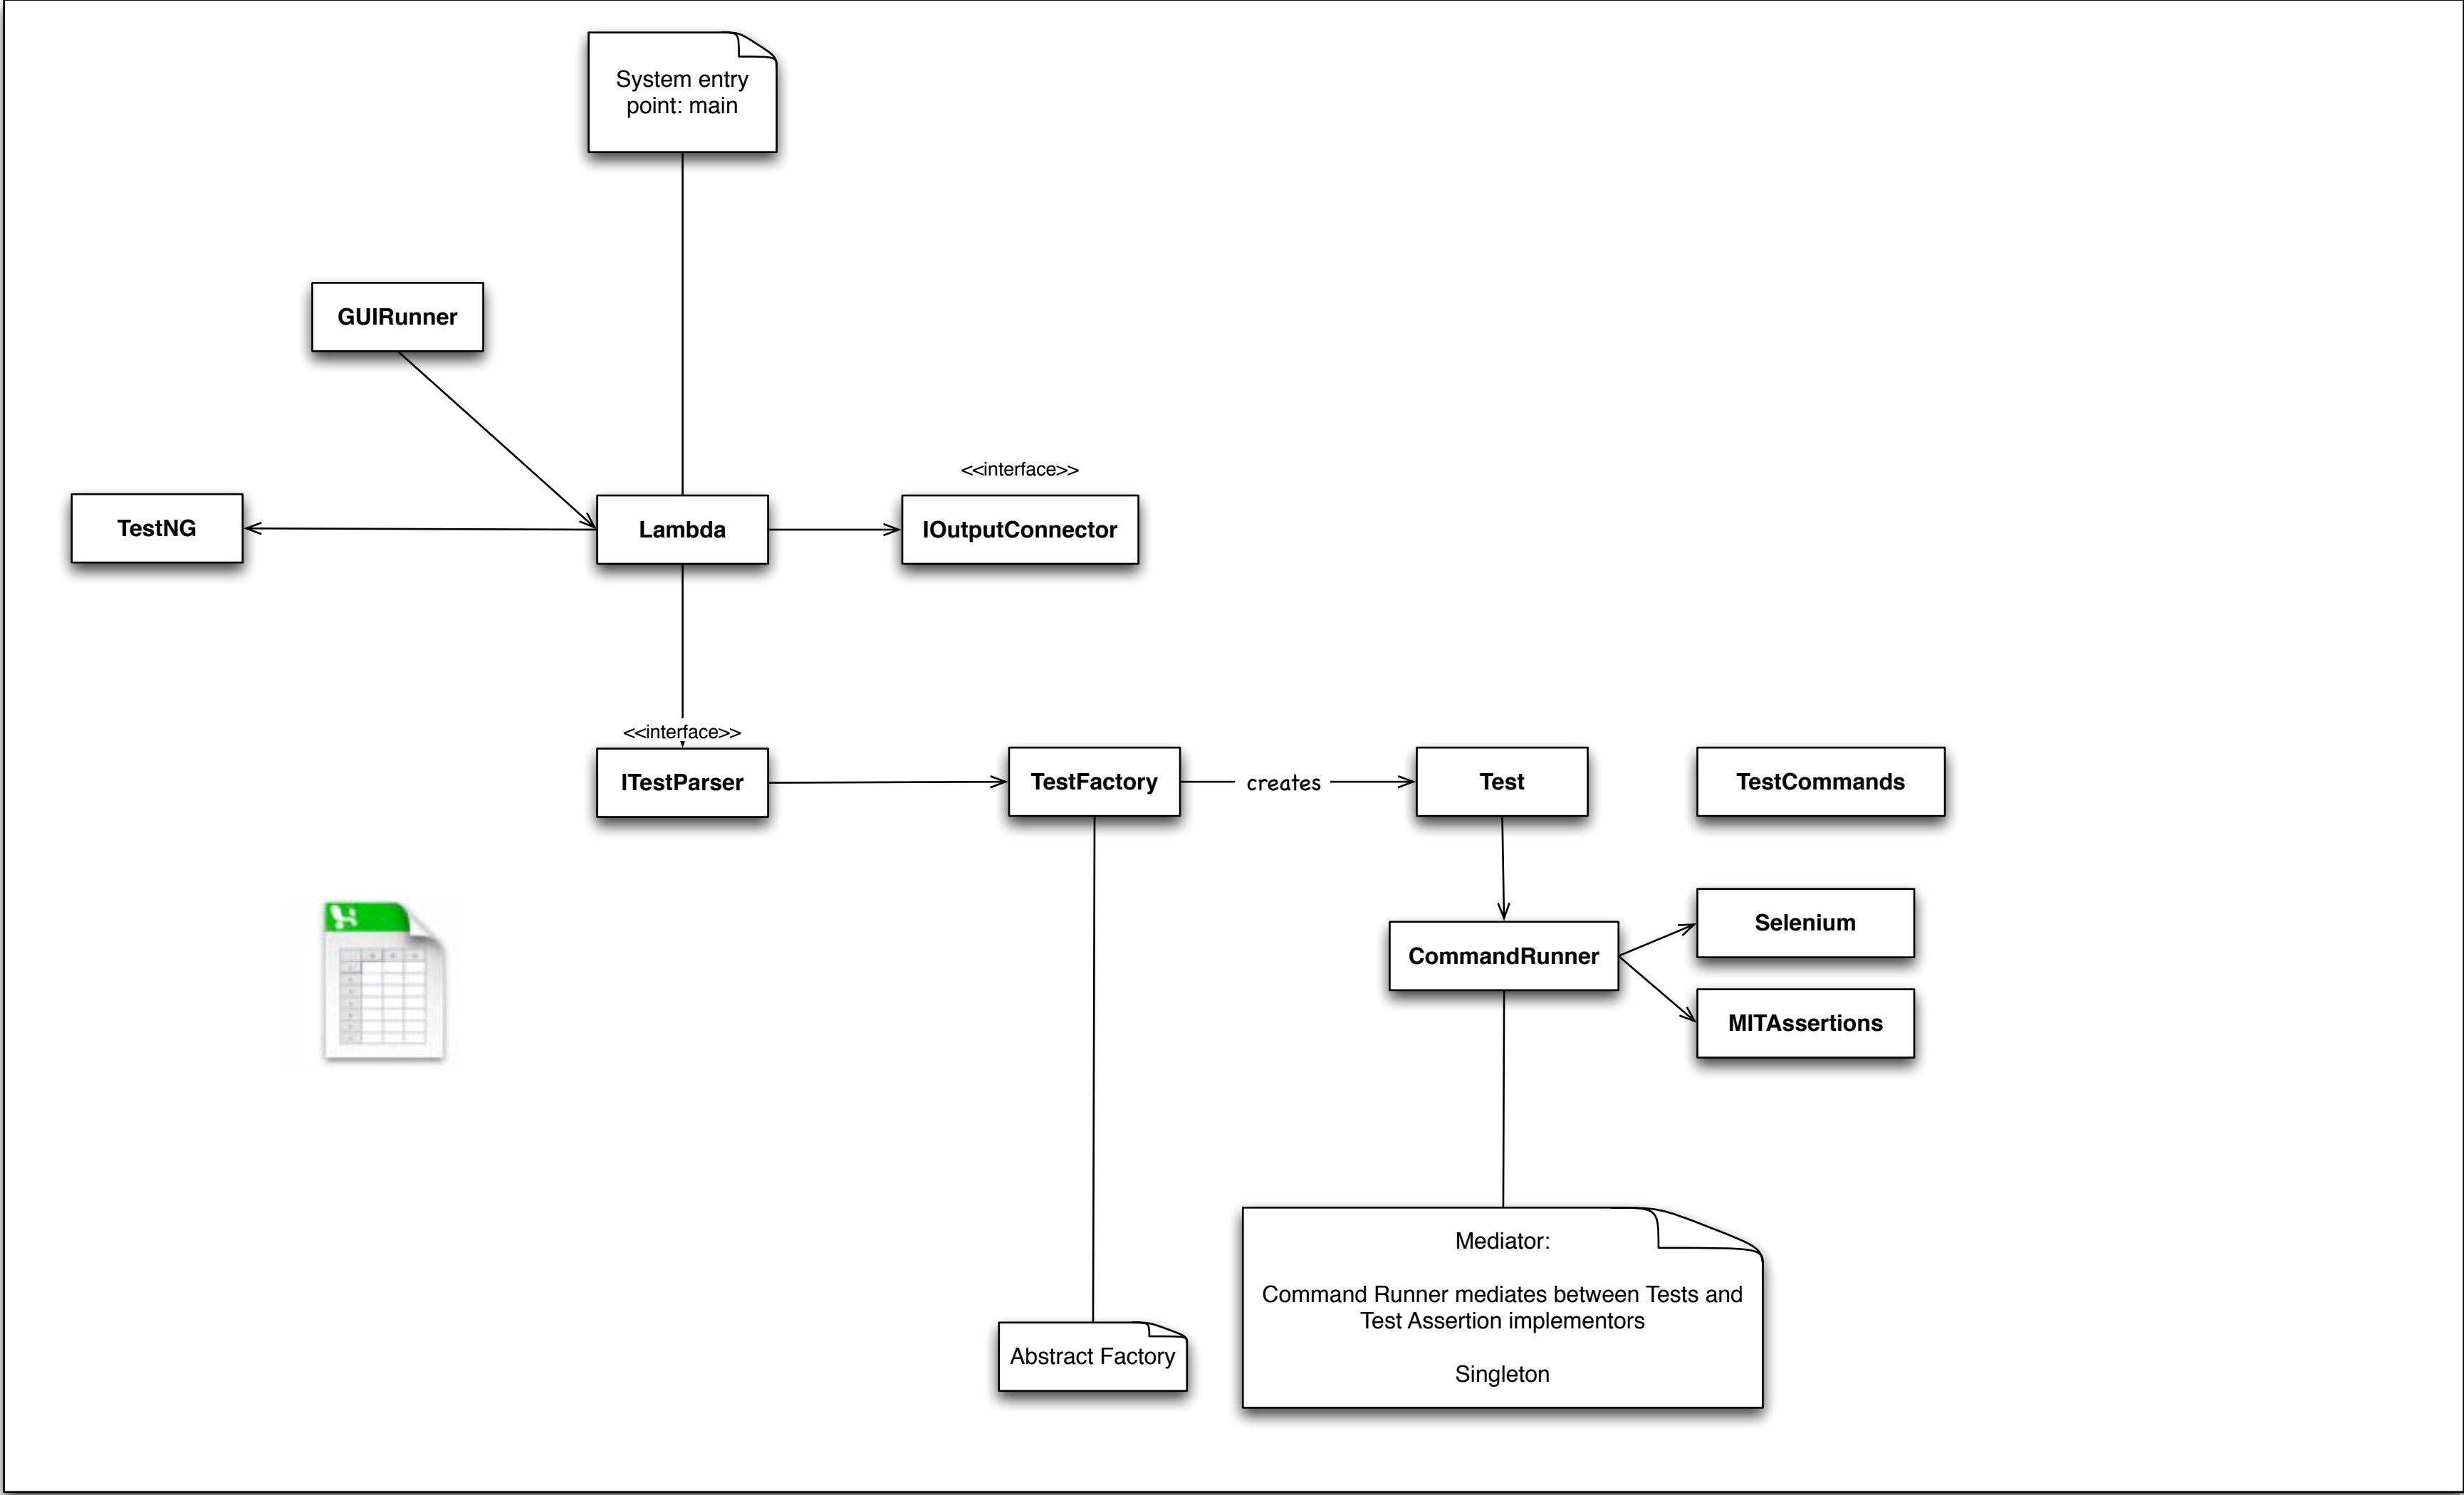 System entry
point: main
GUIRunner
<<interface>>
TestNG
Lambda
IOutputConnector
<<interface>>
ITestParser
TestFactory
creates
Test
TestCommands
Selenium
CommandRunner
MITAssertions
Mediator:
Command Runner mediates between Tests and
Test Assertion implementors
Singleton
Abstract Factory